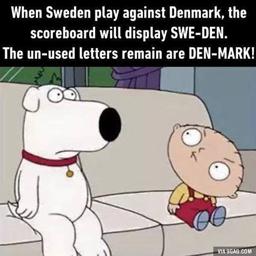 When Sweden play against Denmark, the
scoreboard will display SWE-DEN.
The un-used letters remain are DEN-MARK!
VIA 9GAG.COM